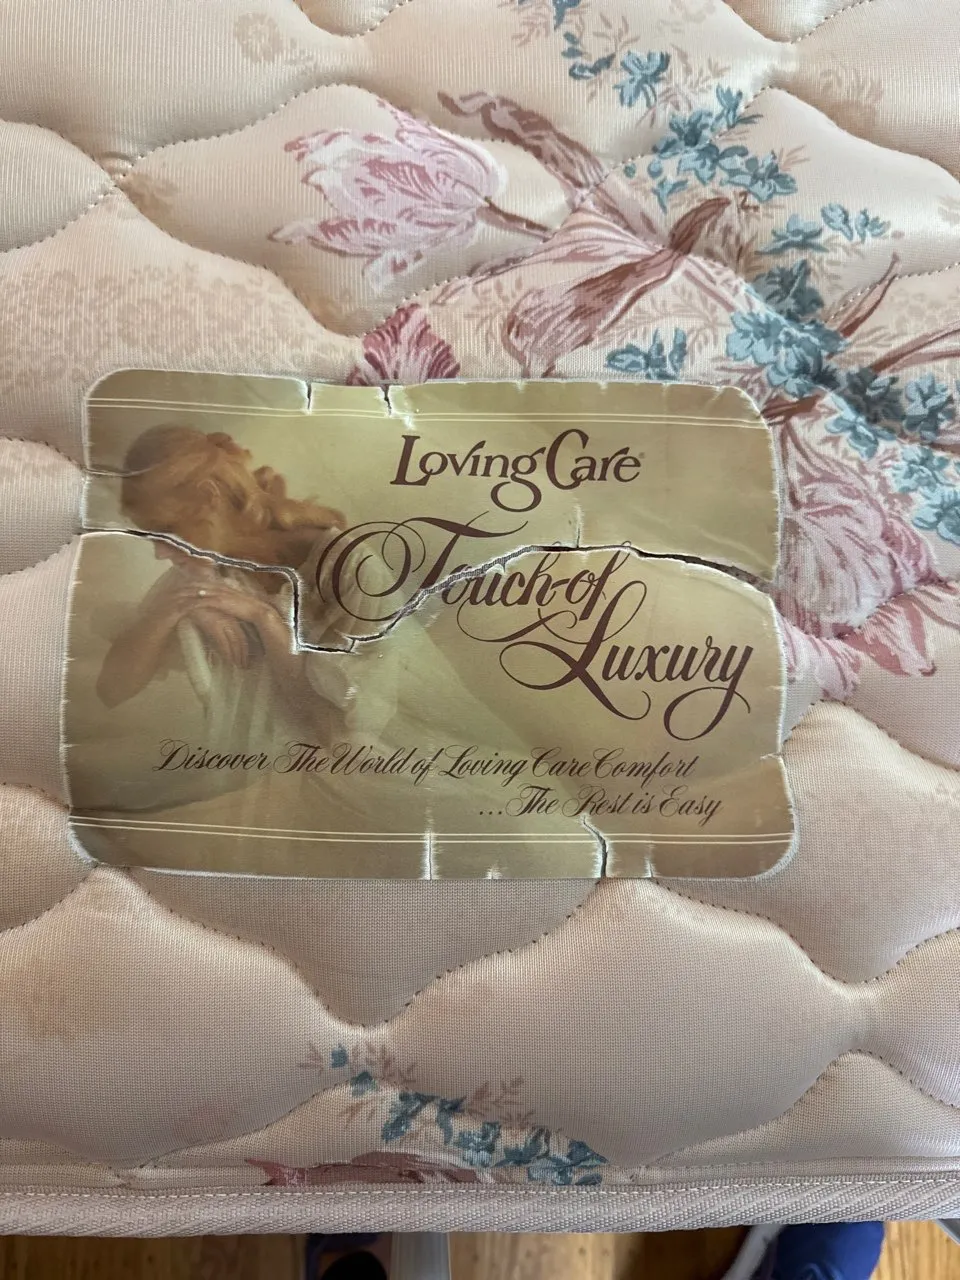 Loving Care®
Touch of
Luxury
Discover The World of Loving Care Comfort
...The Rest is Easy